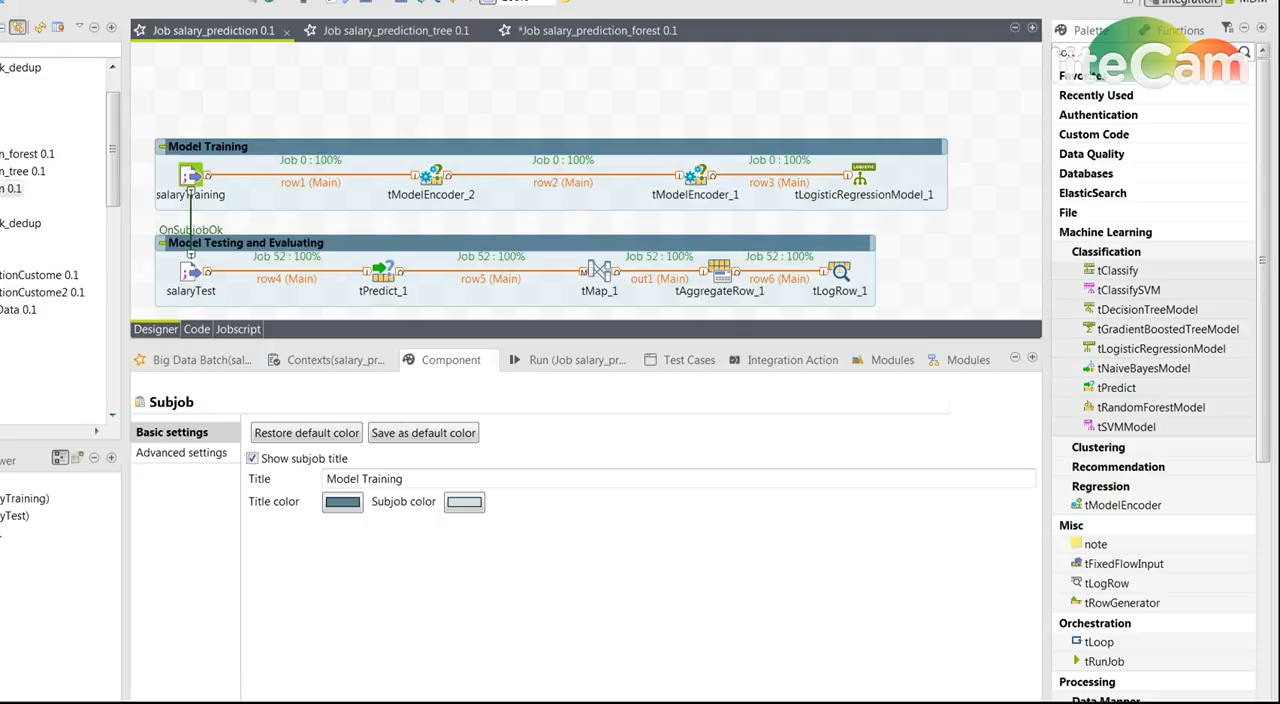 Integration
MDM
Job salary_prediction 0.1
Job salary_prediction_tree 0.1
*Job salary_prediction_forest 0.1
Palette
Functions
iteCam
Favorites
Recently Used
Authentication
Custom Code
Data Quality
Databases
ElasticSearch
File
Machine Learning
Classification
tClassify
tClassifySVM
tDecisionTreeModel
tGradientBoostedTreeModel
tLogisticRegressionModel
tNaiveBayesModel
tPredict
tRandomForestModel
tSVMModel
Clustering
Recommendation
Regression
tModelEncoder
Misc
note
tFixedFlowInput
tLogRow
tRowGenerator
Orchestration
tLoop
tRunJob
Processing
Data Mapper
k_dedup
n_forest 0.1
n_tree 0.1
n 0.1
k_dedup
tionCustome 0.1
tionCustome2 0.1
Data 0.1
wer
yTraining)
yTest)
Model Training
Job 0 : 100% Job 0 : 100% Job 0 : 100%
row1 (Main) row2 (Main) row3 (Main)
salaryTraining tModelEncoder_2 tModelEncoder_1 tLogisticRegressionModel_1
OnSubjobOk
Model Testing and Evaluating
Job 52 : 100% Job 52 : 100% Job 52 : 100% Job 52 : 100%
row4 (Main) row5 (Main) out1 (Main) row6 (Main)
salaryTest tPredict_1 tMap_1 tAggregateRow_1 tLogRow_1
Designer Code Jobscript
Big Data Batch(sal... Contexts(salary_pr... Component Run (Job salary_pr... Test Cases Integration Action Modules Modules
Subjob
Basic settings
Advanced settings
Restore default color Save as default color
Show subjob title
Title Model Training
Title color Subjob color